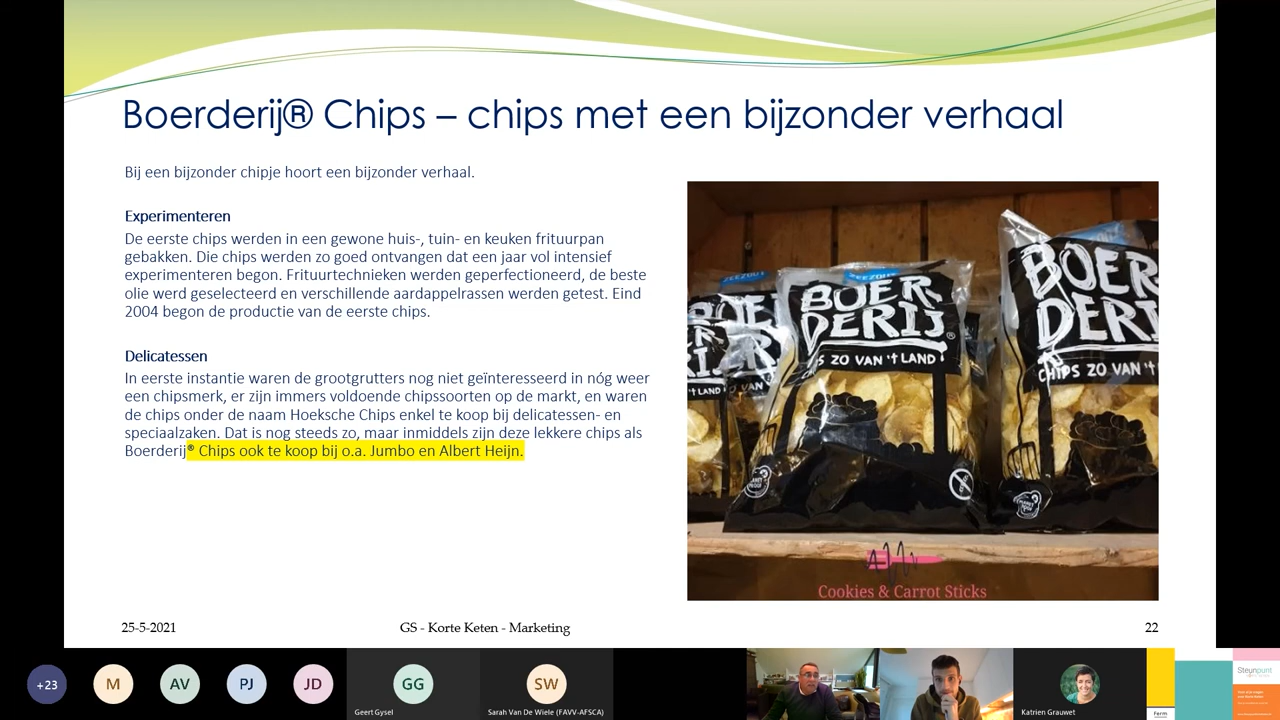 Boerderij® Chips – chips met een bijzonder verhaal
Bij een bijzonder chipje hoort een bijzonder verhaal.
Experimenteren
De eerste chips werden in een gewone huis-, tuin- en keuken frituurpan
gebakken. Die chips werden zo goed ontvangen dat een jaar vol intensief
experimenteren begon. Frituurtechnieken werden geperfectioneerd, de beste
olie werd geselecteerd en verschillende aardappelrassen werden getest. Eind
2004 begon de productie van de eerste chips.
Delicatessen
In eerste instantie waren de grootgrutters nog niet geïnteresseerd in nóg weer
een chipsmerk, er zijn immers voldoende chipssoorten op de markt, en waren
de chips onder de naam Hoeksche Chips enkel te koop bij delicatessen- en
speciaalzaken. Dat is nog steeds zo, maar inmiddels zijn deze lekkere chips als
Boerderij® Chips ook te koop bij o.a. Jumbo en Albert Heijn.
ZEEZOUT
BOER
DERIJ®
CHIPS ZO VAN 'T LAND
BOER
DERI
CHIPS ZO VAN 'T
Cookies & Carrot Sticks
25-5-2021
GS - Korte Keten - Marketing
22
+23
M
AV
PJ
JD
GG
Geert Gysel
SW
Sarah Van De Wiele (FAVV-AFSCA)
Katrien Grauwet
Ferm
Steunpunt